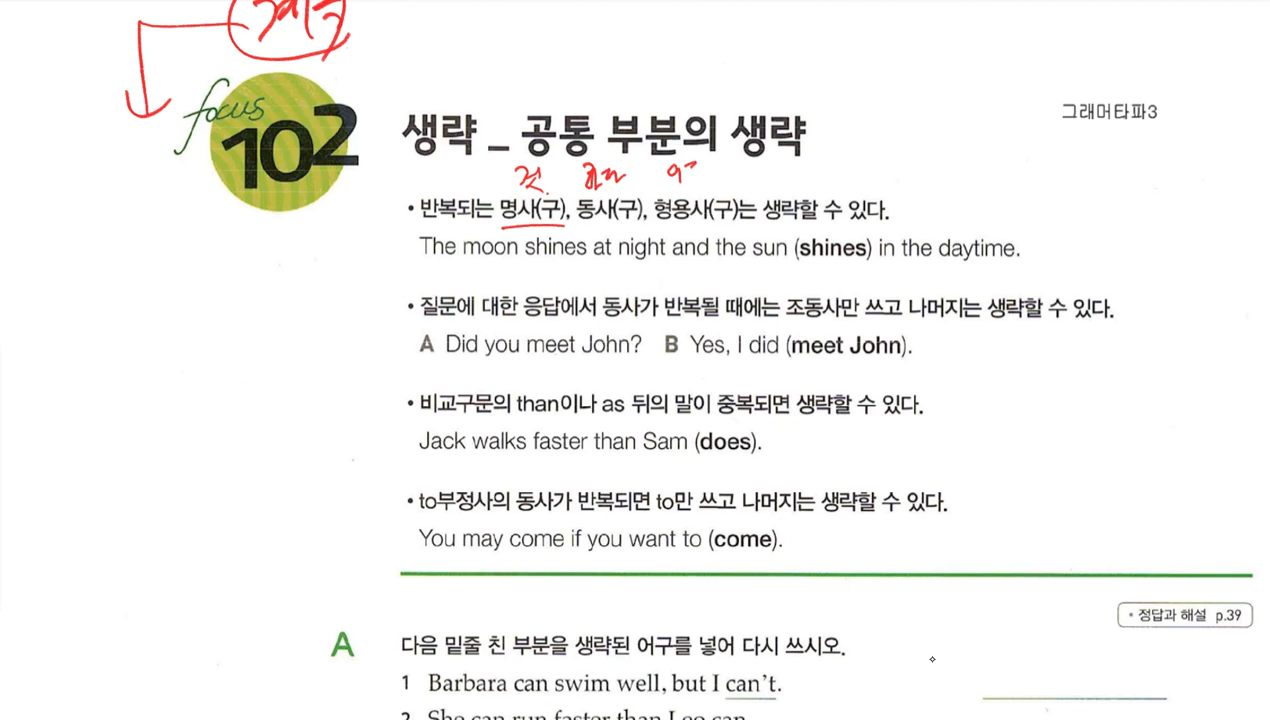 focus
102
생략 _ 공통 부분의 생략
그래머타파3
것
• 반복되는 명사(구), 동사(구), 형용사(구)는 생략할 수 있다.
The moon shines at night and the sun (shines) in the daytime.
• 질문에 대한 응답에서 동사가 반복될 때에는 조동사만 쓰고 나머지는 생략할 수 있다.
A Did you meet John? B Yes, I did (meet John).
• 비교구문의 than이나 as 뒤의 말이 중복되면 생략할 수 있다.
Jack walks faster than Sam (does).
• to부정사의 동사가 반복되면 to만 쓰고 나머지는 생략할 수 있다.
You may come if you want to (come).
• 정답과 해설 p.39
A 다음 밑줄 친 부분을 생략된 어구를 넣어 다시 쓰시오.
1 Barbara can swim well, but I can't.
2 She can run faster than I